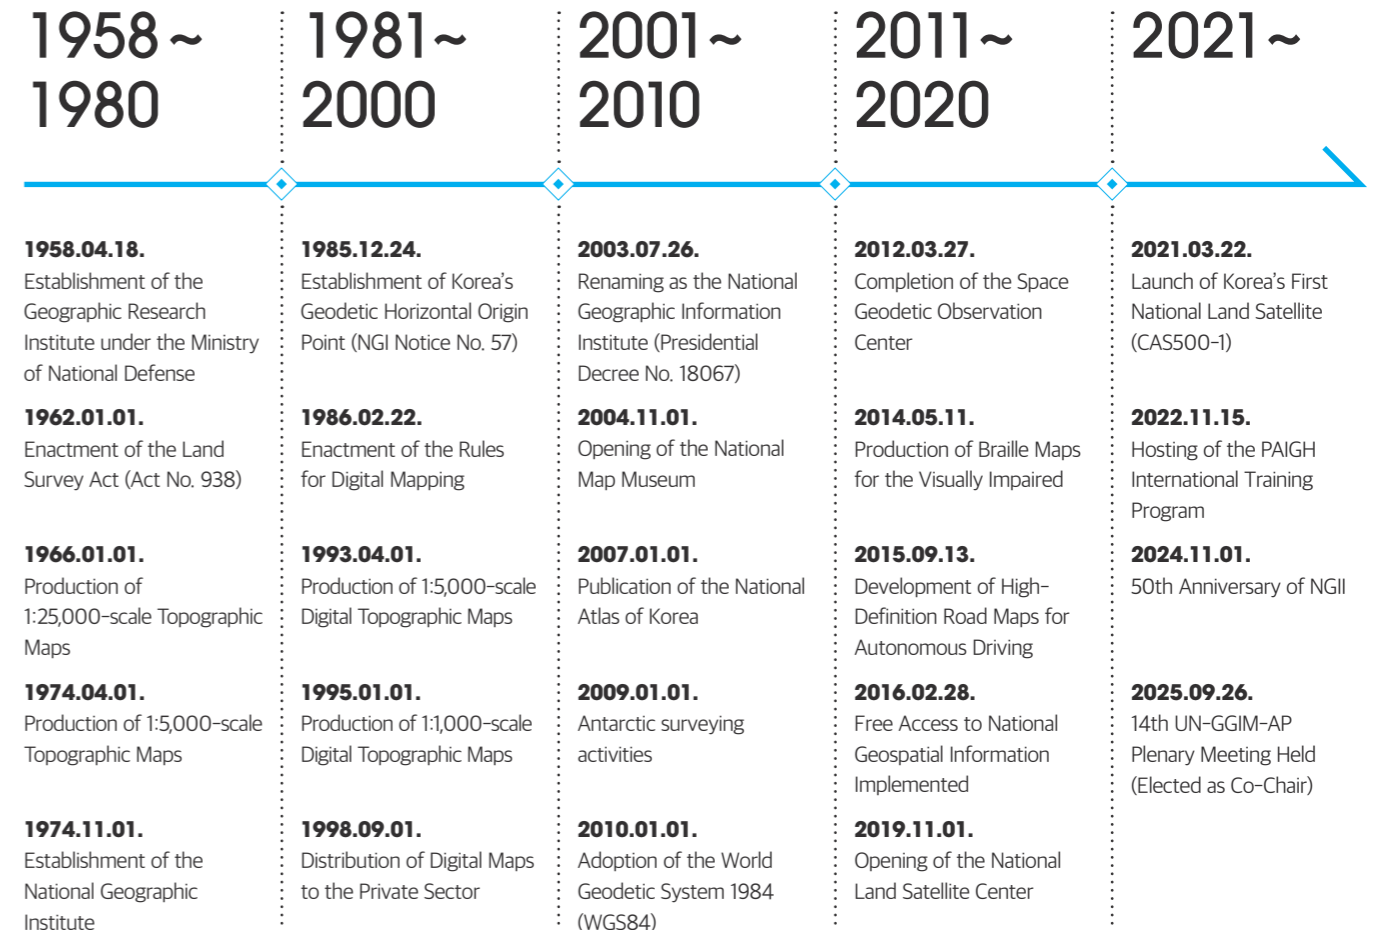 1958~
1980
1981~
2000
2001~
2010
2011~
2020
2021~
1958.04.18.
Establishment of the
Geographic Research
Institute under the Ministry
of National Defense
1962.01.01.
Enactment of the Land
Survey Act (Act No. 938)
1966.01.01.
Production of
1:25,000-scale Topographic
Maps
1974.04.01.
Production of 1:5,000-scale
Topographic Maps
1974.11.01.
Establishment of the
National Geographic
Institute
1985.12.24.
Establishment of Korea's
Geodetic Horizontal Origin
Point (NGI Notice No. 57)
1986.02.22.
Enactment of the Rules
for Digital Mapping
1993.04.01.
Production of 1:5,000-scale
Digital Topographic Maps
1995.01.01.
Production of 1:1,000-scale
Digital Topographic Maps
1998.09.01.
Distribution of Digital Maps
to the Private Sector
2003.07.26.
Renaming as the National
Geographic Information
Institute (Presidential
Decree No. 18067)
2004.11.01.
Opening of the National
Map Museum
2007.01.01.
Publication of the National
Atlas of Korea
2009.01.01.
Antarctic surveying
activities
2010.01.01.
Adoption of the World
Geodetic System 1984
(WGS84)
2012.03.27.
Completion of the Space
Geodetic Observation
Center
2014.05.11.
Production of Braille Maps
for the Visually Impaired
2015.09.13.
Development of High-
Definition Road Maps for
Autonomous Driving
2016.02.28.
Free Access to National
Geospatial Information
Implemented
2019.11.01.
Opening of the National
Land Satellite Center
2021.03.22.
Launch of Korea's First
National Land Satellite
(CAS500-1)
2022.11.15.
Hosting of the PAIGH
International Training
Program
2024.11.01.
50th Anniversary of NGII
2025.09.26.
14th UN-GGIM-AP
Plenary Meeting Held
(Elected as Co-Chair)